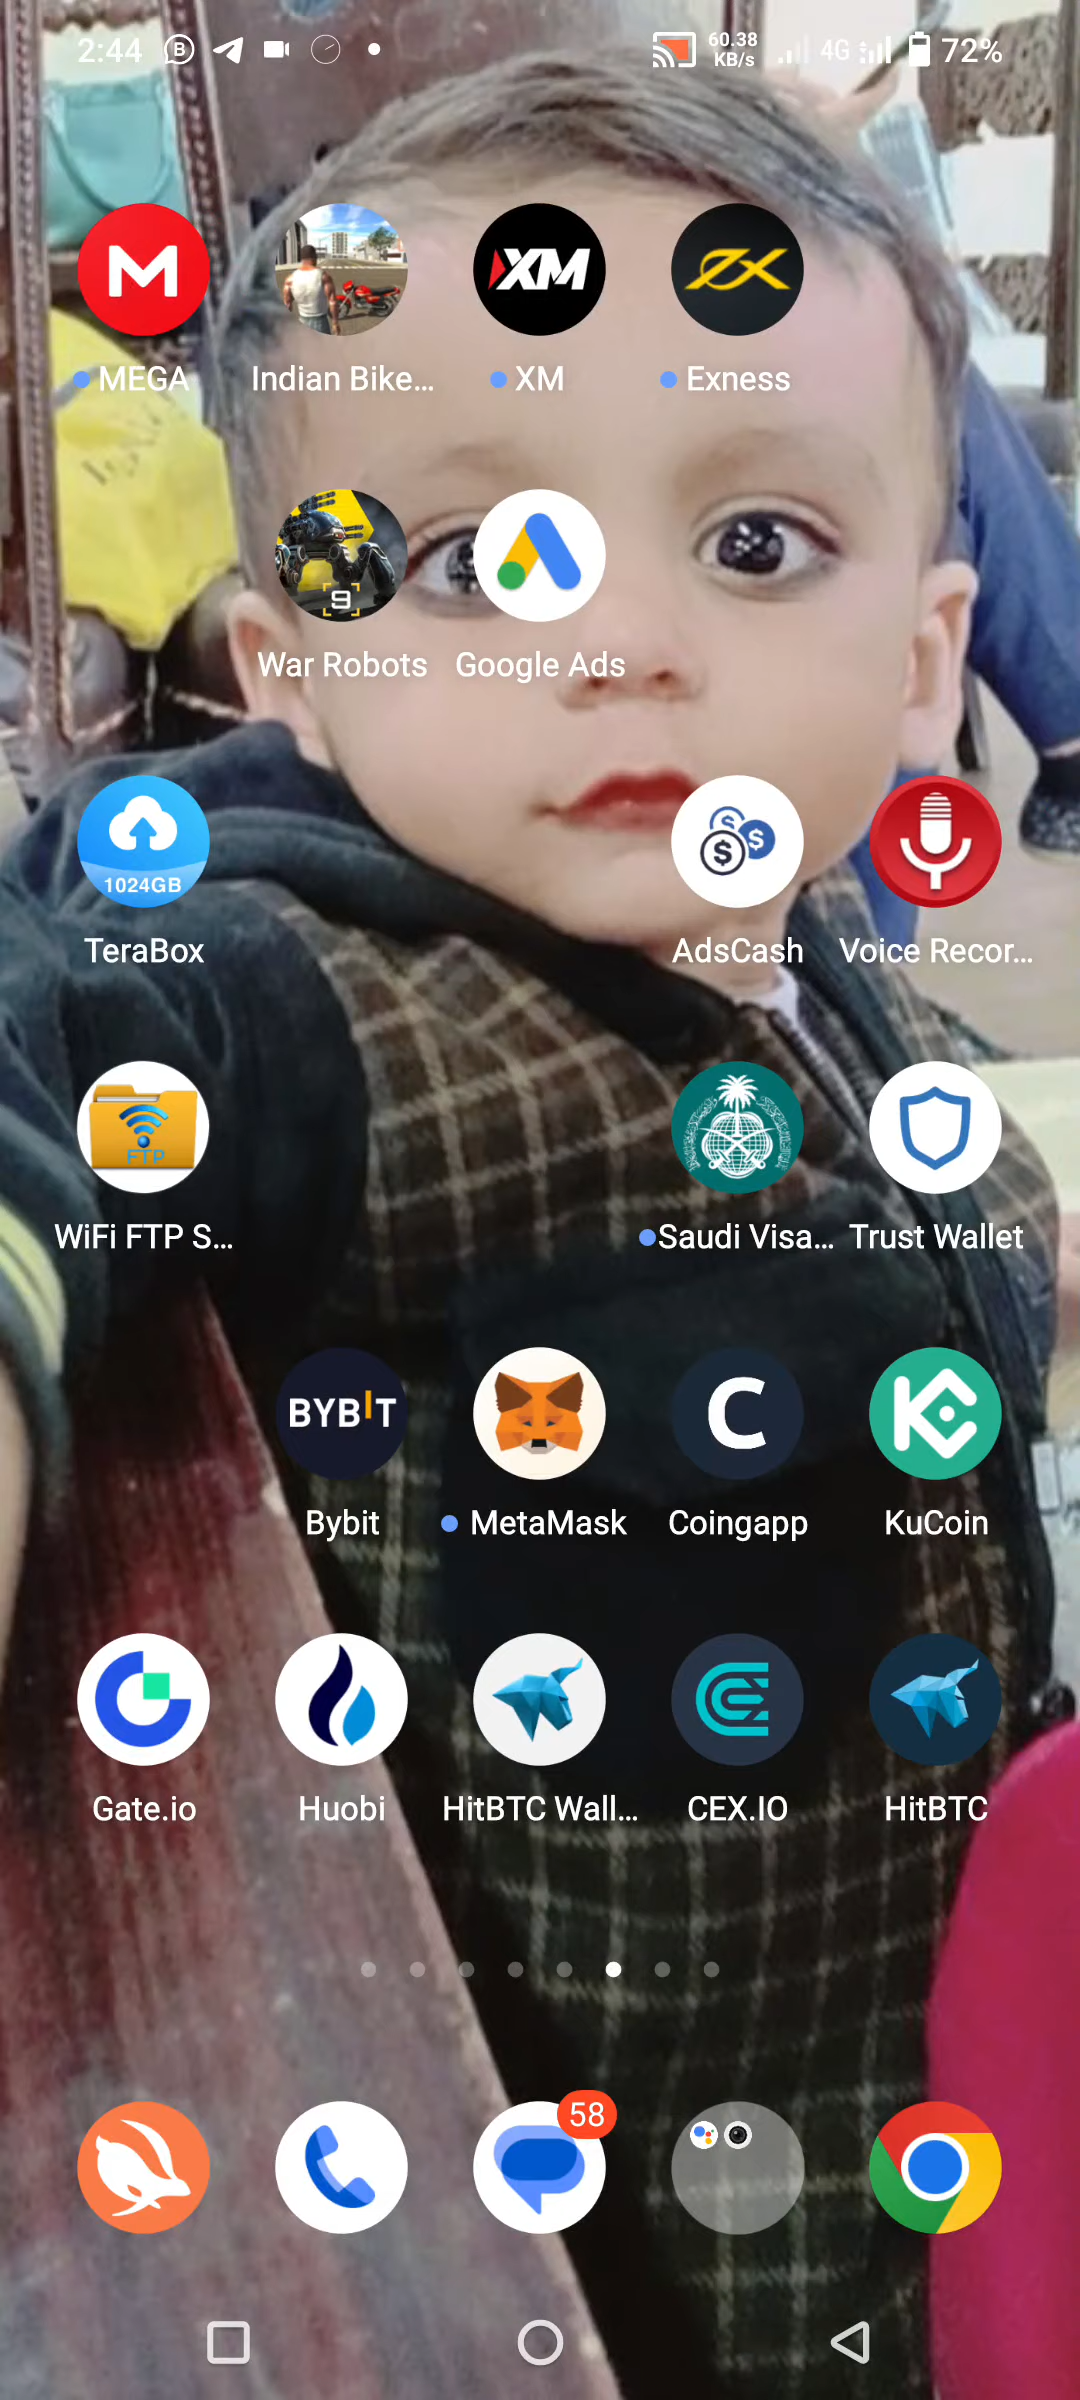 2:44 60.38 KB/s 4G 72%
M XM
MEGA Indian Bike... XM Exness
9
War Robots Google Ads
1024GB
TeraBox AdsCash Voice Recor...
FTP
WiFi FTP S... Saudi Visa... Trust Wallet
BYBIT C
Bybit MetaMask Coingapp KuCoin
Gate.io Huobi HitBTC Wall... CEX.IO HitBTC
58